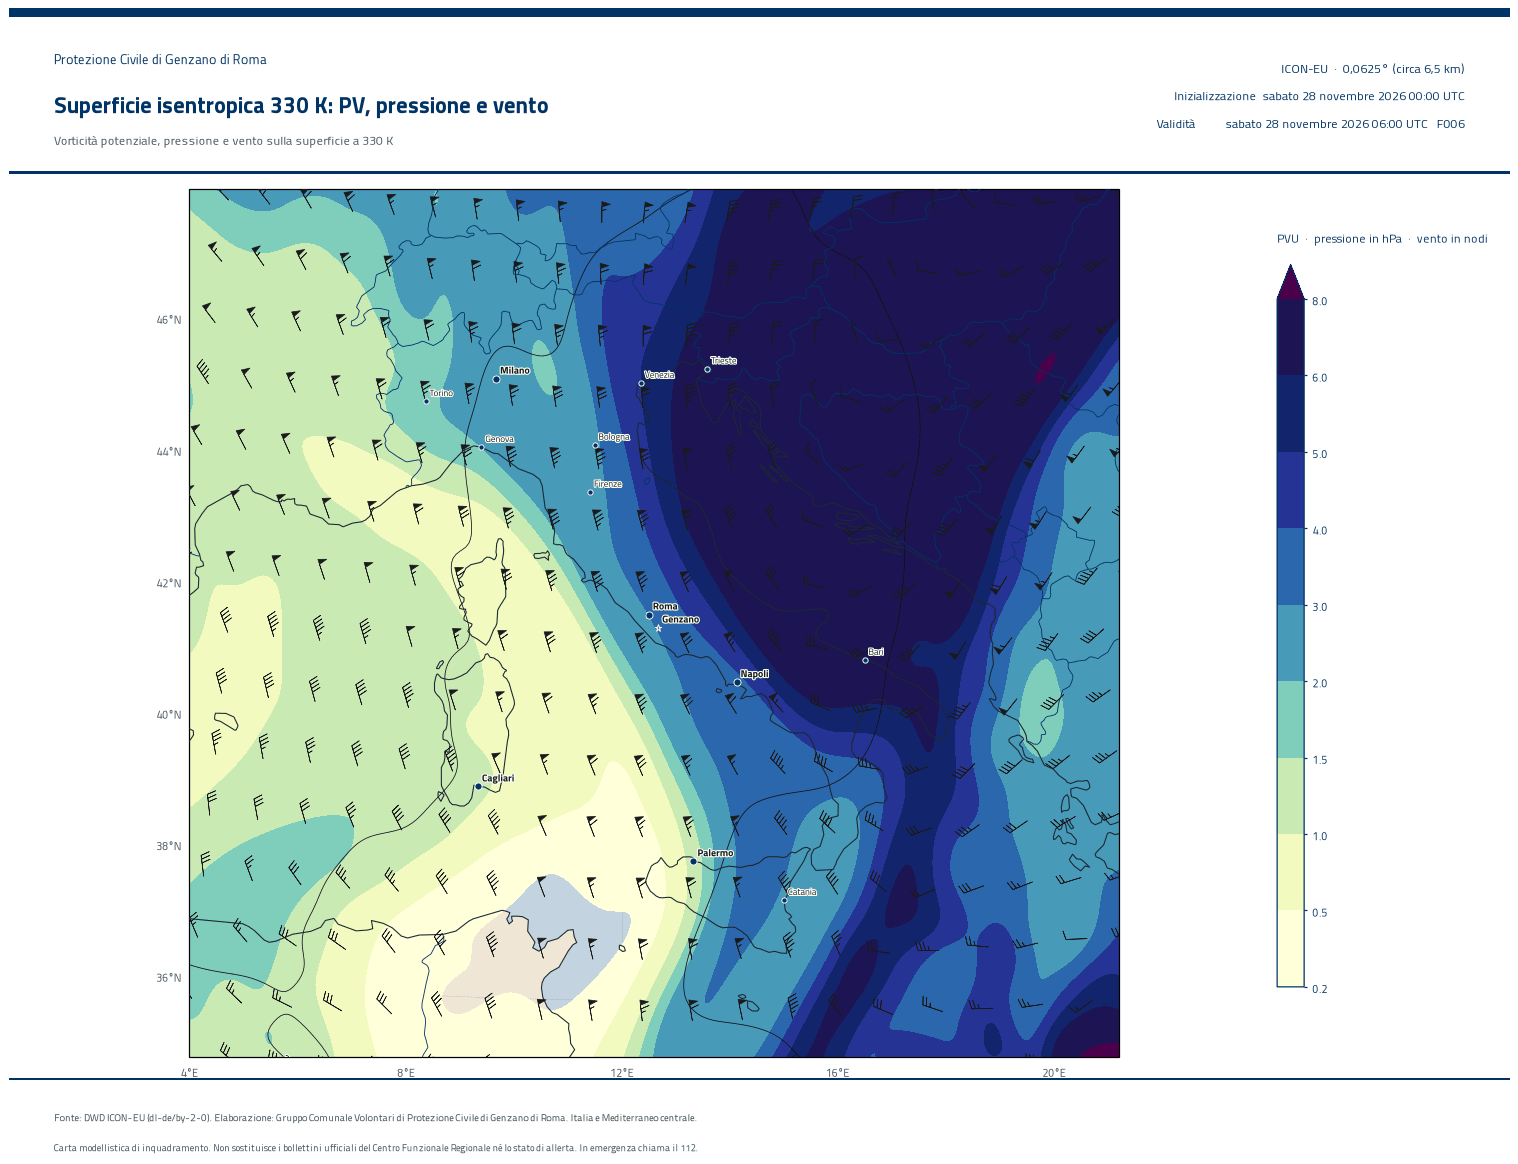 Protezione Civile di Genzano di Roma
Superficie isentropica 330 K: PV, pressione e vento
Vorticità potenziale, pressione e vento sulla superficie a 330 K
ICON-EU · 0,0625° (circa 6,5 km)
Inizializzazione sabato 28 novembre 2026 00:00 UTC
Validità sabato 28 novembre 2026 06:00 UTC F006
PVU · pressione in hPa · vento in nodi
8.0
6.0
5.0
4.0
3.0
2.0
1.5
1.0
0.5
0.2
46°N
44°N
42°N
40°N
38°N
36°N
4°E
8°E
12°E
16°E
20°E
Trieste
Milano
Venezia
Torino
Bologna
Genova
Firenze
Roma
Genzano
Bari
Napoli
Cagliari
Palermo
Catania
Fonte: DWD ICON-EU (dl-de/by-2-0). Elaborazione: Gruppo Comunale Volontari di Protezione Civile di Genzano di Roma. Italia e Mediterraneo centrale.
Carta modellistica di inquadramento. Non sostituisce i bollettini ufficiali del Centro Funzionale Regionale né lo stato di allerta. In emergenza chiama il 112.